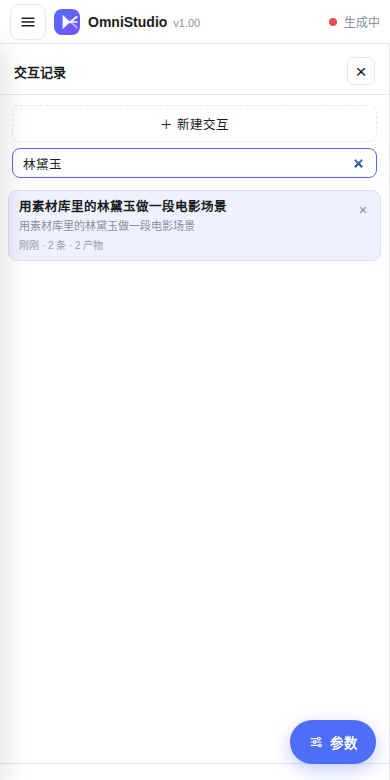 OmniStudio v1.00 生成中
交互记录
新建交互
林黛玉
用素材库里的林黛玉做一段电影场景
用素材库里的林黛玉做一段电影场景
刚刚 · 2 条 · 2 产物
参数